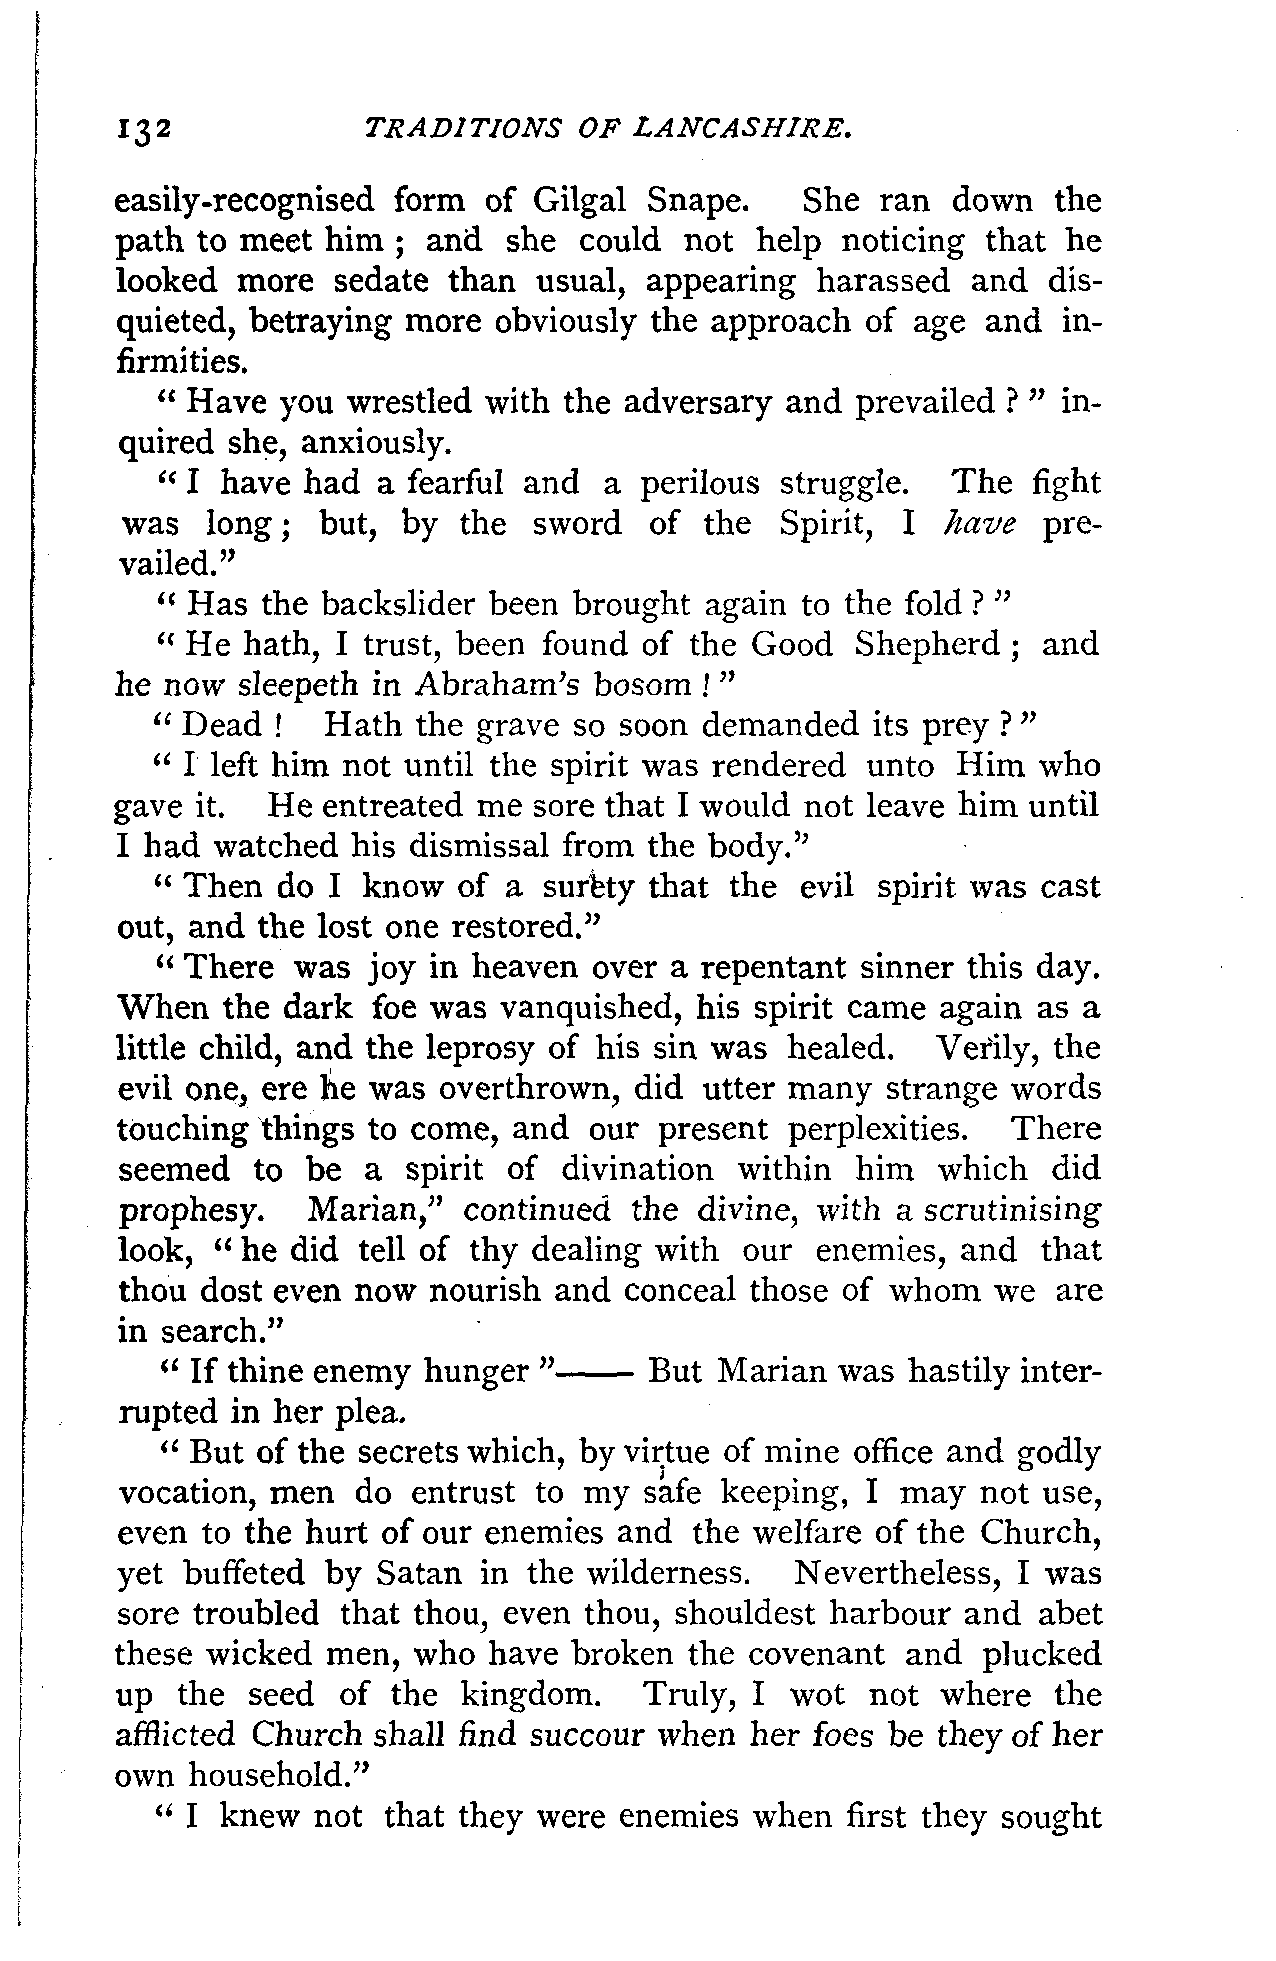 132 TRADITIONS OF LANCASHIRE.
easily-recognised form of Gilgal Snape. She ran down the
path to meet him ; and she could not help noticing that he
looked more sedate than usual, appearing harassed and dis-
quieted, betraying more obviously the approach of age and in-
firmities.
“ Have you wrestled with the adversary and prevailed ? ” in-
quired she, anxiously.
“ I have had a fearful and a perilous struggle. The fight
was long ; but, by the sword of the Spirit, I have pre-
vailed.”
“ Has the backslider been brought again to the fold ? ”
“ He hath, I trust, been found of the Good Shepherd ; and
he now sleepeth in Abraham’s bosom ! ”
“ Dead ! Hath the grave so soon demanded its prey ? ”
“ I left him not until the spirit was rendered unto Him who
gave it. He entreated me sore that I would not leave him until
I had watched his dismissal from the body.”
“ Then do I know of a surety that the evil spirit was cast
out, and the lost one restored.”
“ There was joy in heaven over a repentant sinner this day.
When the dark foe was vanquished, his spirit came again as a
little child, and the leprosy of his sin was healed. Verily, the
evil one, ere he was overthrown, did utter many strange words
touching things to come, and our present perplexities. There
seemed to be a spirit of divination within him which did
prophesy. Marian,” continued the divine, with a scrutinising
look, “ he did tell of thy dealing with our enemies, and that
thou dost even now nourish and conceal those of whom we are
in search.”
“ If thine enemy hunger ”—— But Marian was hastily inter-
rupted in her plea.
“ But of the secrets which, by virtue of mine office and godly
vocation, men do entrust to my safe keeping, I may not use,
even to the hurt of our enemies and the welfare of the Church,
yet buffeted by Satan in the wilderness. Nevertheless, I was
sore troubled that thou, even thou, shouldest harbour and abet
these wicked men, who have broken the covenant and plucked
up the seed of the kingdom. Truly, I wot not where the
afflicted Church shall find succour when her foes be they of her
own household.”
“ I knew not that they were enemies when first they sought